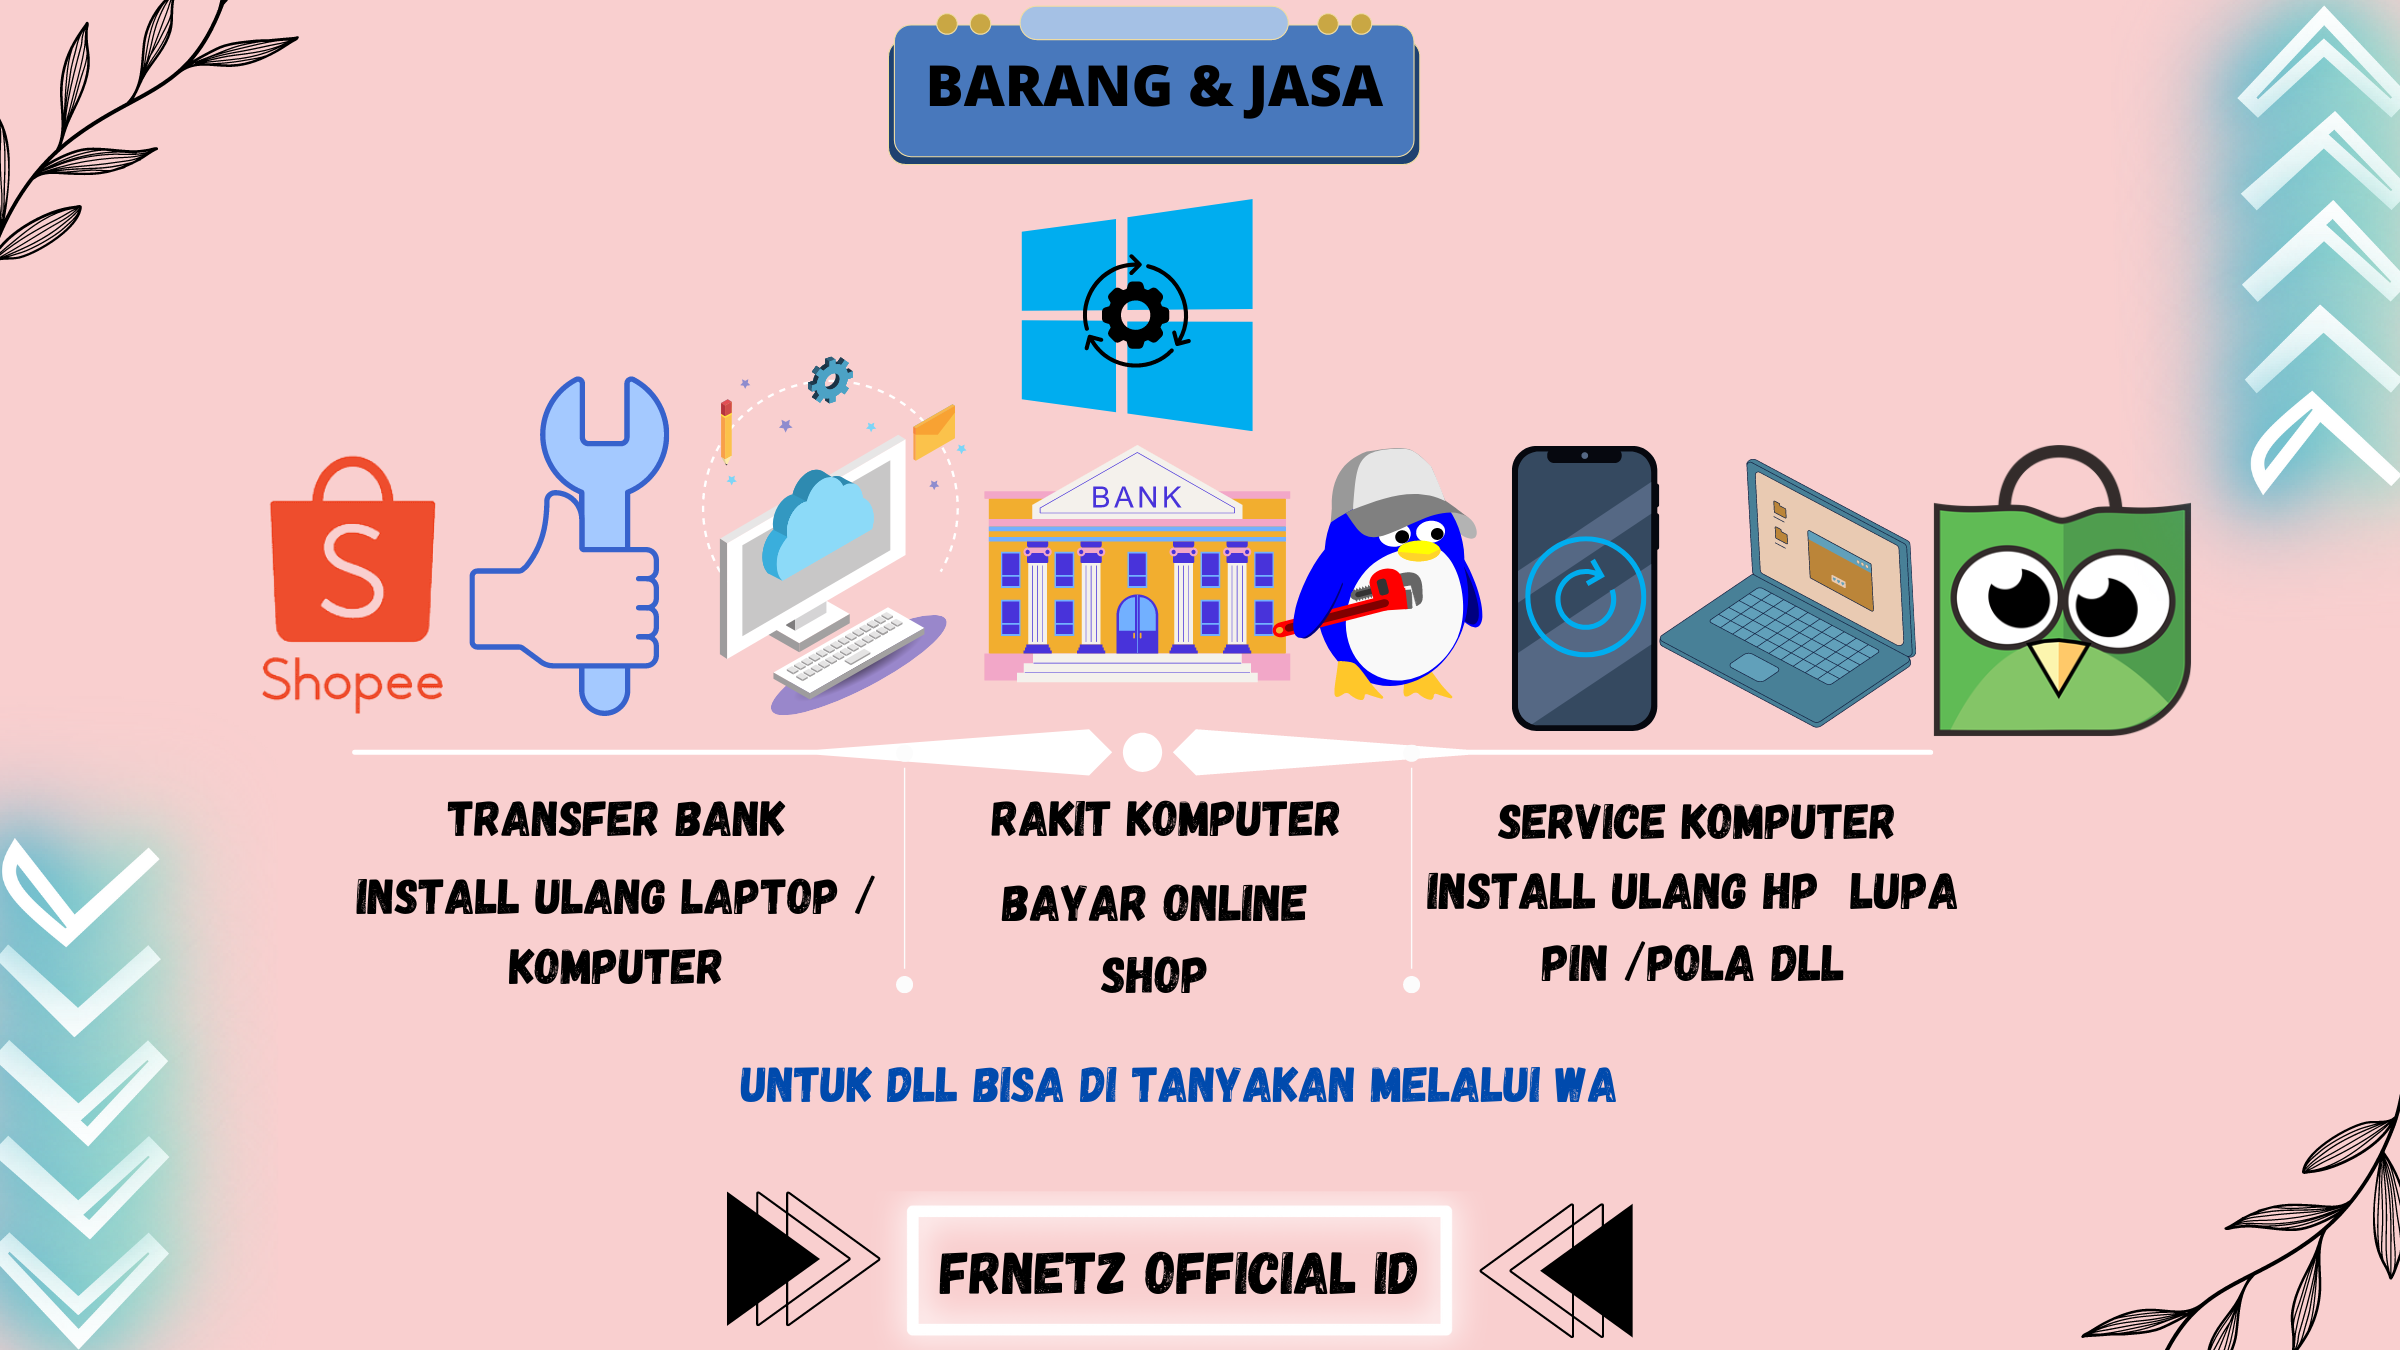 BARANG & JASA
BANK
S
Shopee
TRANSFER BANK
INSTALL ULANG LAPTOP /
KOMPUTER
RAKIT KOMPUTER
BAYAR ONLINE
SHOP
SERVICE KOMPUTER
INSTALL ULANG HP LUPA
PIN /POLA DLL
UNTUK DLL BISA DI TANYAKAN MELALUI WA
FRNETZ OFFICIAL ID